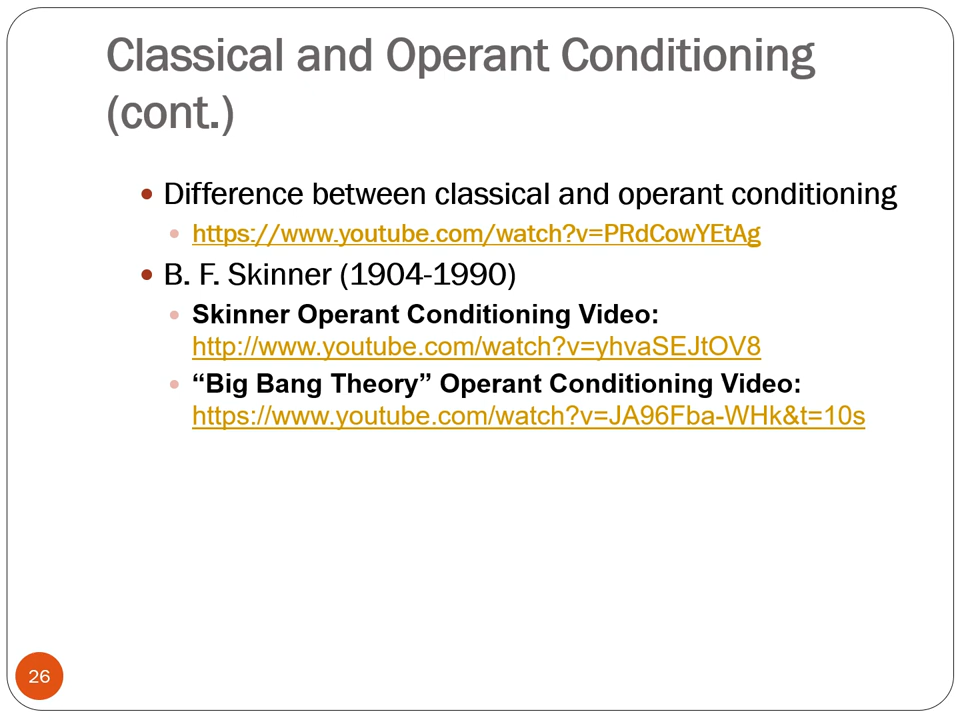 Classical and Operant Conditioning
(cont.)
Difference between classical and operant conditioning
https://www.youtube.com/watch?v=PRdCowYEtAg
B. F. Skinner (1904-1990)
Skinner Operant Conditioning Video:
http://www.youtube.com/watch?v=yhvaSEJtOV8
“Big Bang Theory” Operant Conditioning Video:
https://www.youtube.com/watch?v=JA96Fba-WHk&t=10s
26